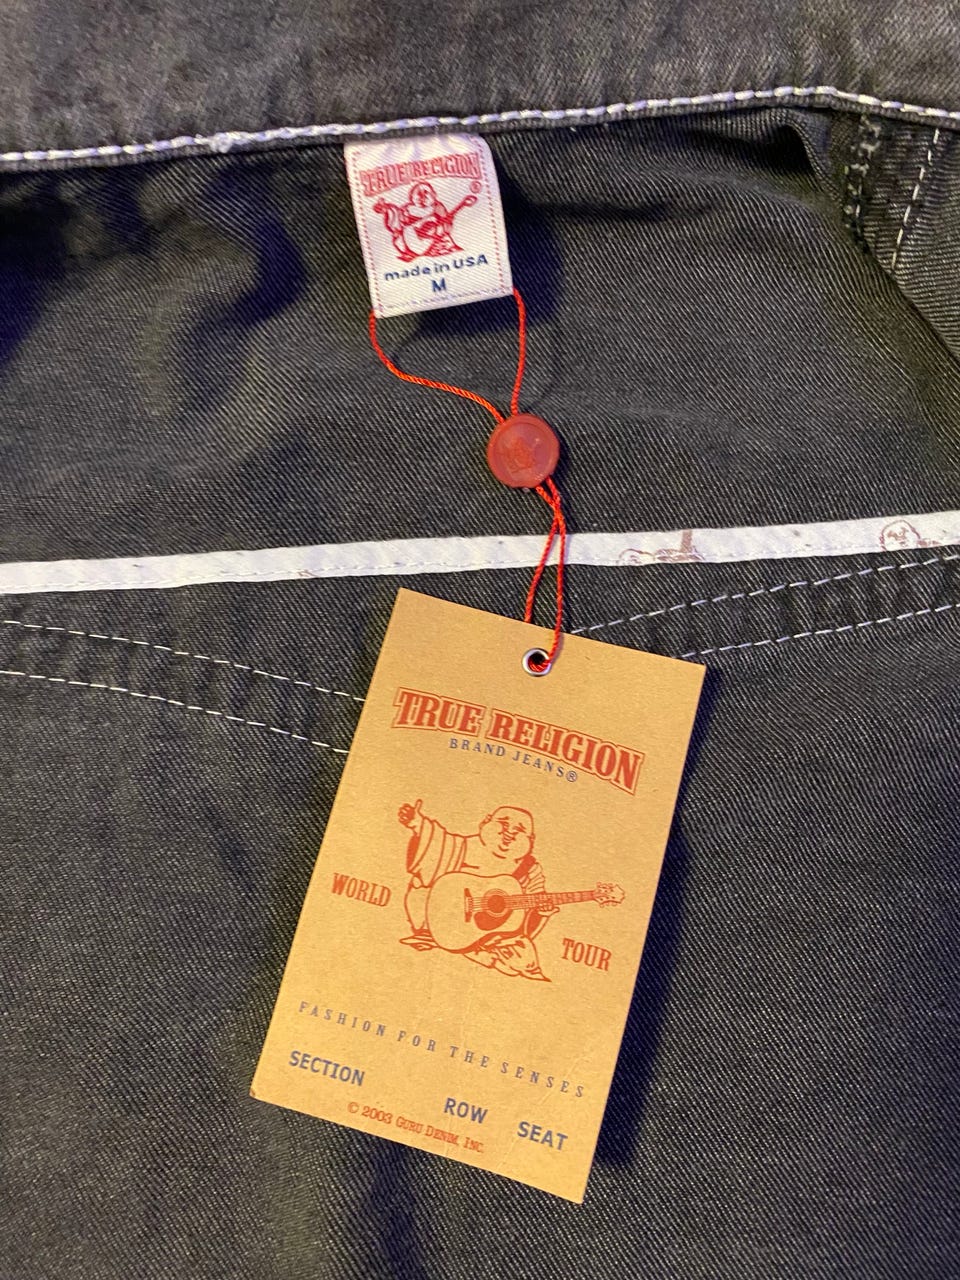 TRUE RELIGION
®
made in USA
M
TRUE RELIGION
BRAND JEANS®
WORLD
TOUR
FASHION FOR THE SENSES
SECTION
ROW
SEAT
© 2003 GURU DENIM, INC.